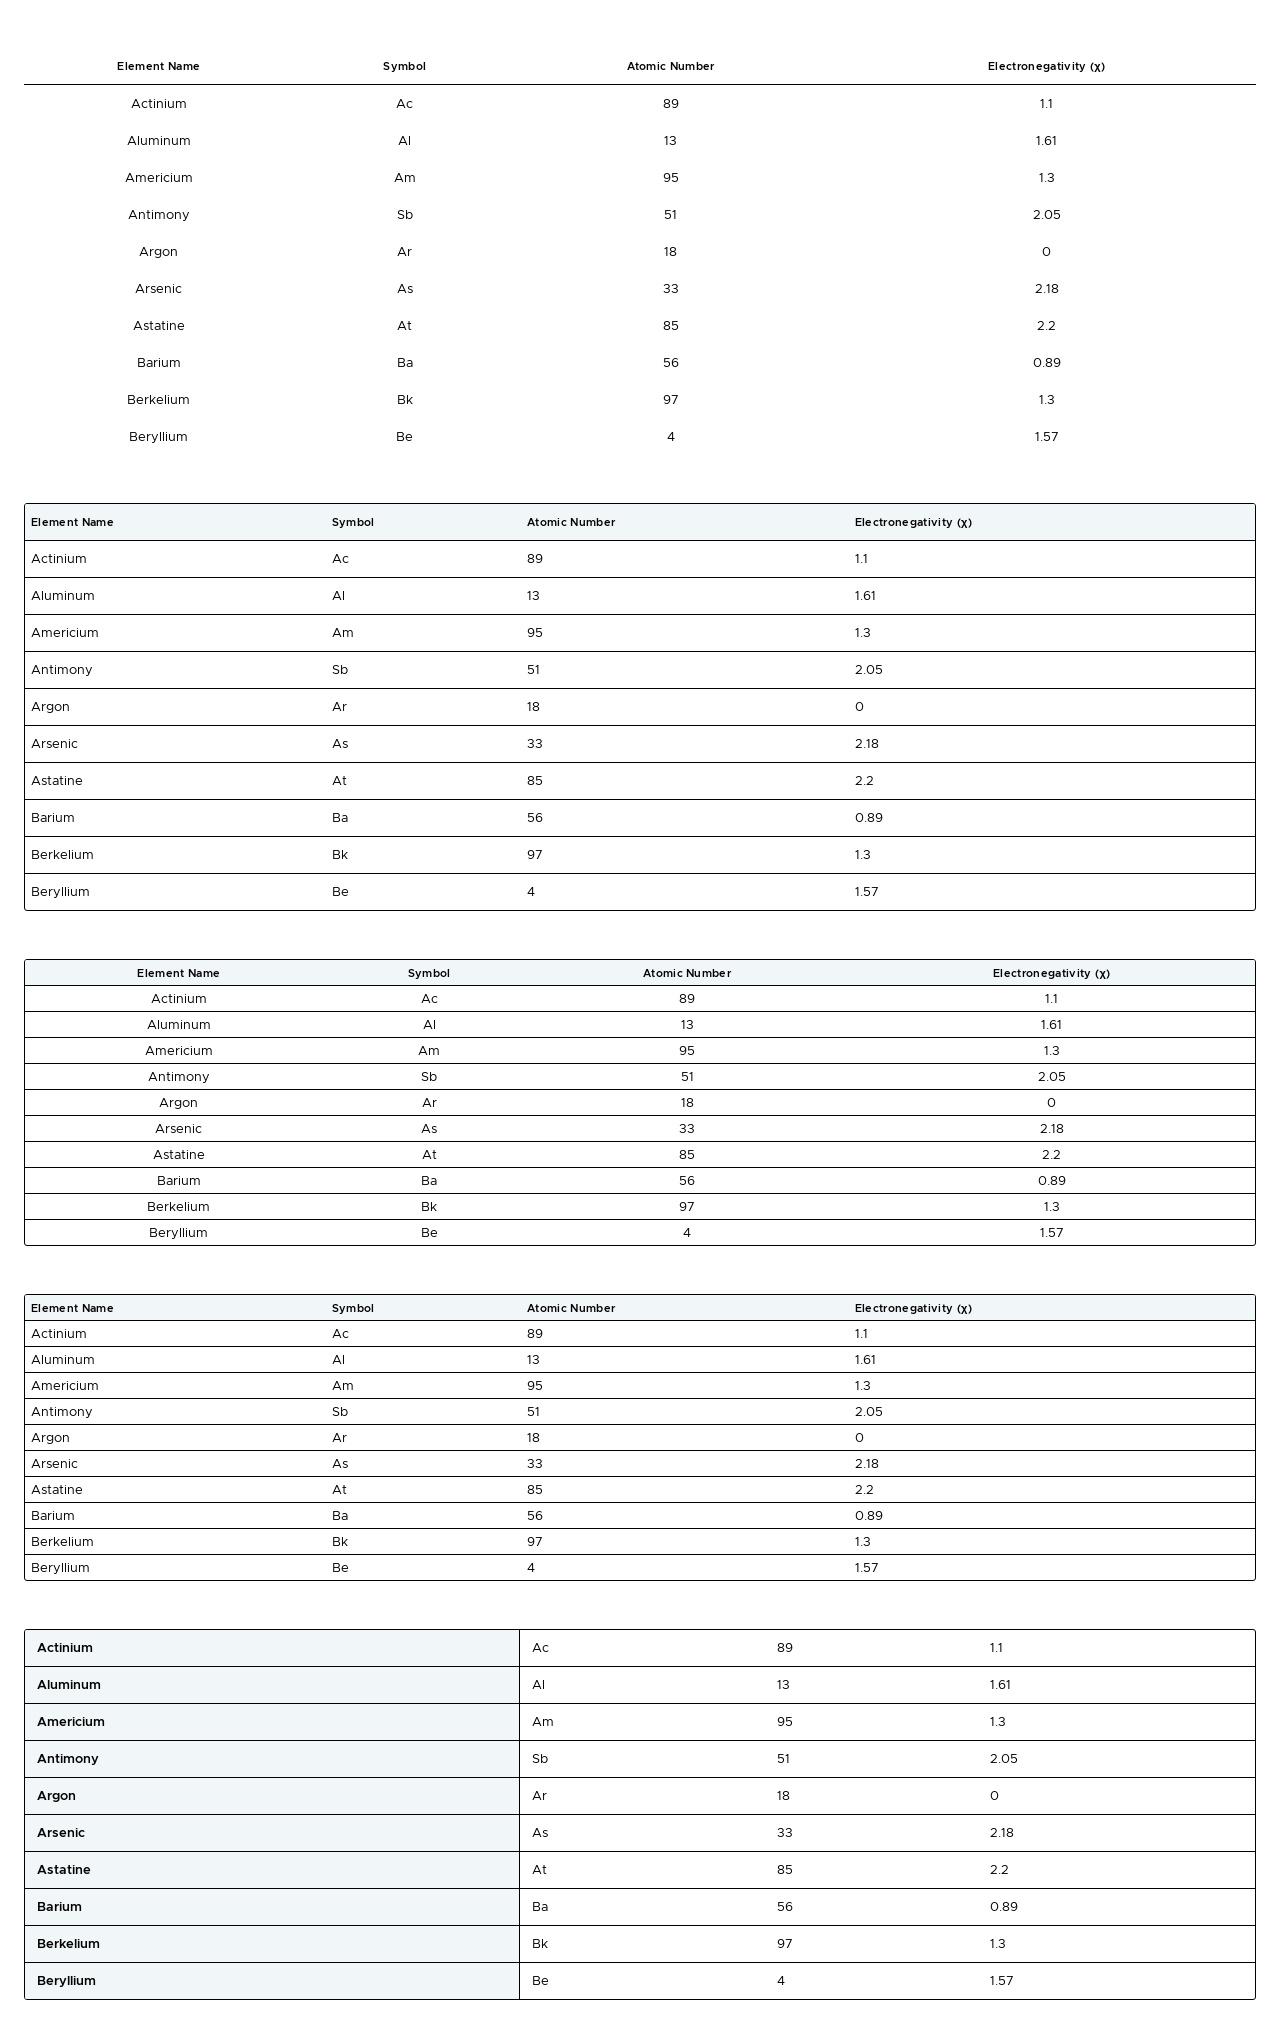 Element Name Symbol Atomic Number Electronegativity (χ)
Actinium Ac 89 1.1
Aluminum Al 13 1.61
Americium Am 95 1.3
Antimony Sb 51 2.05
Argon Ar 18 0
Arsenic As 33 2.18
Astatine At 85 2.2
Barium Ba 56 0.89
Berkelium Bk 97 1.3
Beryllium Be 4 1.57
Element Name Symbol Atomic Number Electronegativity (χ)
Actinium Ac 89 1.1
Aluminum Al 13 1.61
Americium Am 95 1.3
Antimony Sb 51 2.05
Argon Ar 18 0
Arsenic As 33 2.18
Astatine At 85 2.2
Barium Ba 56 0.89
Berkelium Bk 97 1.3
Beryllium Be 4 1.57
Element Name Symbol Atomic Number Electronegativity (χ)
Actinium Ac 89 1.1
Aluminum Al 13 1.61
Americium Am 95 1.3
Antimony Sb 51 2.05
Argon Ar 18 0
Arsenic As 33 2.18
Astatine At 85 2.2
Barium Ba 56 0.89
Berkelium Bk 97 1.3
Beryllium Be 4 1.57
Element Name Symbol Atomic Number Electronegativity (χ)
Actinium Ac 89 1.1
Aluminum Al 13 1.61
Americium Am 95 1.3
Antimony Sb 51 2.05
Argon Ar 18 0
Arsenic As 33 2.18
Astatine At 85 2.2
Barium Ba 56 0.89
Berkelium Bk 97 1.3
Beryllium Be 4 1.57
Actinium Ac 89 1.1
Aluminum Al 13 1.61
Americium Am 95 1.3
Antimony Sb 51 2.05
Argon Ar 18 0
Arsenic As 33 2.18
Astatine At 85 2.2
Barium Ba 56 0.89
Berkelium Bk 97 1.3
Beryllium Be 4 1.57